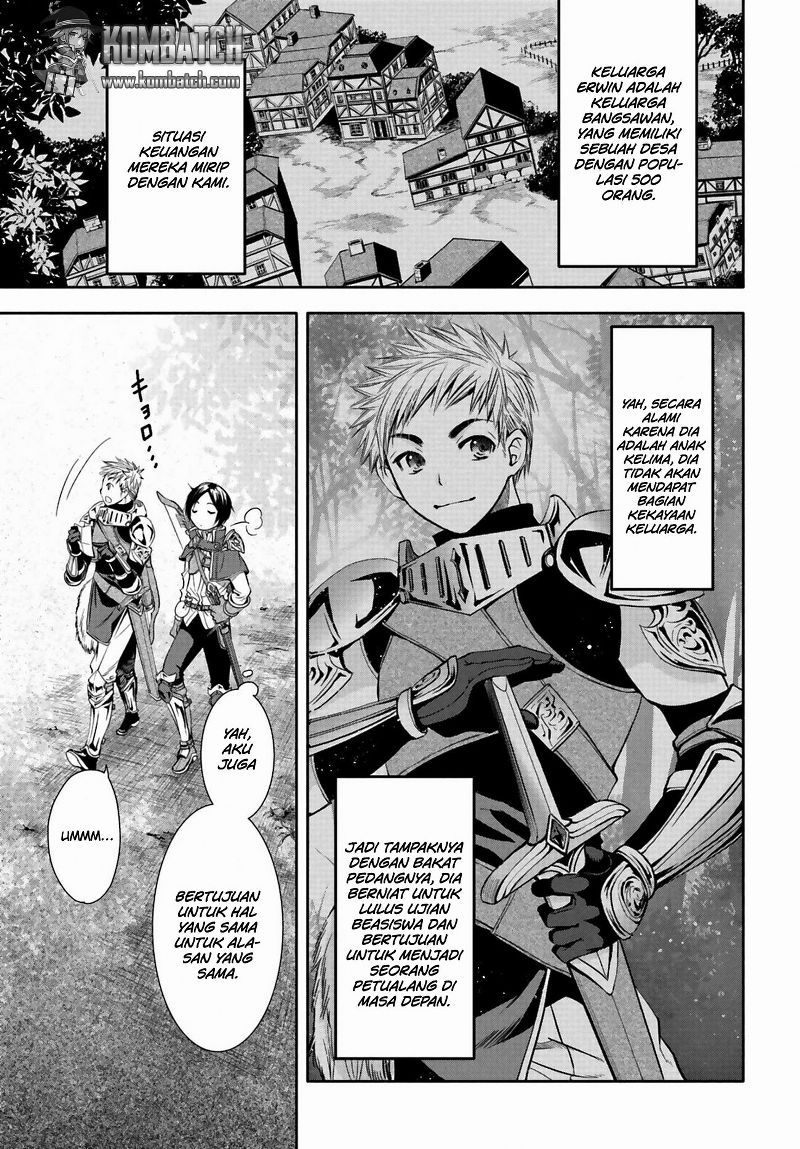 KOMBATCH
www.kombatch.com
KELUARGA
ERWIN ADALAH
KELUARGA
BANGSAWAN,
YANG MEMILIKI
SEBUAH DESA
DENGAN POPU-
LASI 500
ORANG.
SITUASI
KEUANGAN
MEREKA MIRIP
DENGAN KAMI.
YAH, SECARA
ALAMI
KARENA DIA
ADALAH ANAK
KELIMA, DIA
TIDAK AKAN
MENDAPAT
BAGIAN
KEKAYAAN
KELUARGA.
JADI TAMPAKNYA
DENGAN BAKAT
PEDANGNYA, DIA
BERNIAT UNTUK
LULUS UJIAN
BEASISWA DAN
BERTUJUAN
UNTUK MENJADI
SEORANG
PETUALANG DI
MASA DEPAN.
キョロ…
YAH,
AKU
JUGA
BERTUJUAN
UNTUK HAL
YANG SAMA
UNTUK ALA-
SAN YANG
SAMA.
UMMM...